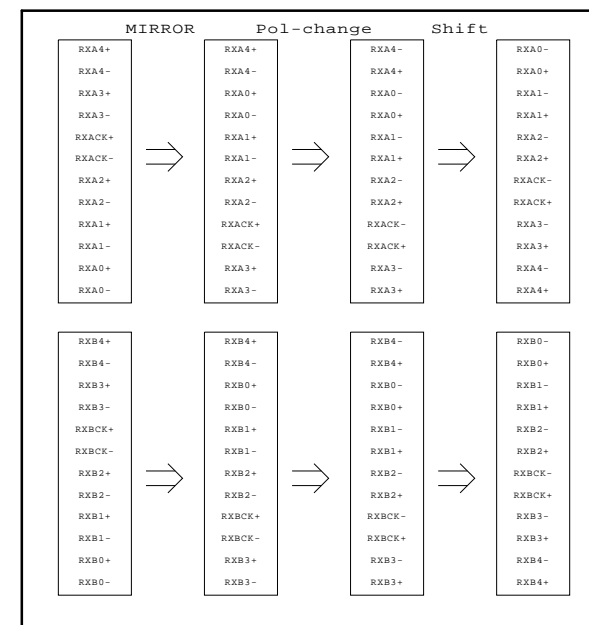 MIRROR Pol-change Shift
RXA4+ RXA4+ RXA4- RXA0-
RXA4- RXA4- RXA4+ RXA0+
RXA3+ RXA0+ RXA0- RXA1-
RXA3- RXA0- RXA0+ RXA1+
RXACK+ RXA1+ RXA1- RXA2-
RXACK- RXA1- RXA1+ RXA2+
RXA2+ RXA2+ RXA2- RXACK-
RXA2- RXA2- RXA2+ RXACK+
RXA1+ RXACK+ RXACK- RXA3-
RXA1- RXACK- RXACK+ RXA3+
RXA0+ RXA3+ RXA3- RXA4-
RXA0- RXA3- RXA3+ RXA4+
RXB4+ RXB4+ RXB4- RXB0-
RXB4- RXB4- RXB4+ RXB0+
RXB3+ RXB0+ RXB0- RXB1-
RXB3- RXB0- RXB0+ RXB1+
RXBCK+ RXB1+ RXB1- RXB2-
RXBCK- RXB1- RXB1+ RXB2+
RXB2+ RXB2+ RXB2- RXBCK-
RXB2- RXB2- RXB2+ RXBCK+
RXB1+ RXBCK+ RXBCK- RXB3-
RXB1- RXBCK- RXBCK+ RXB3+
RXB0+ RXB3+ RXB3- RXB4-
RXB0- RXB3- RXB3+ RXB4+